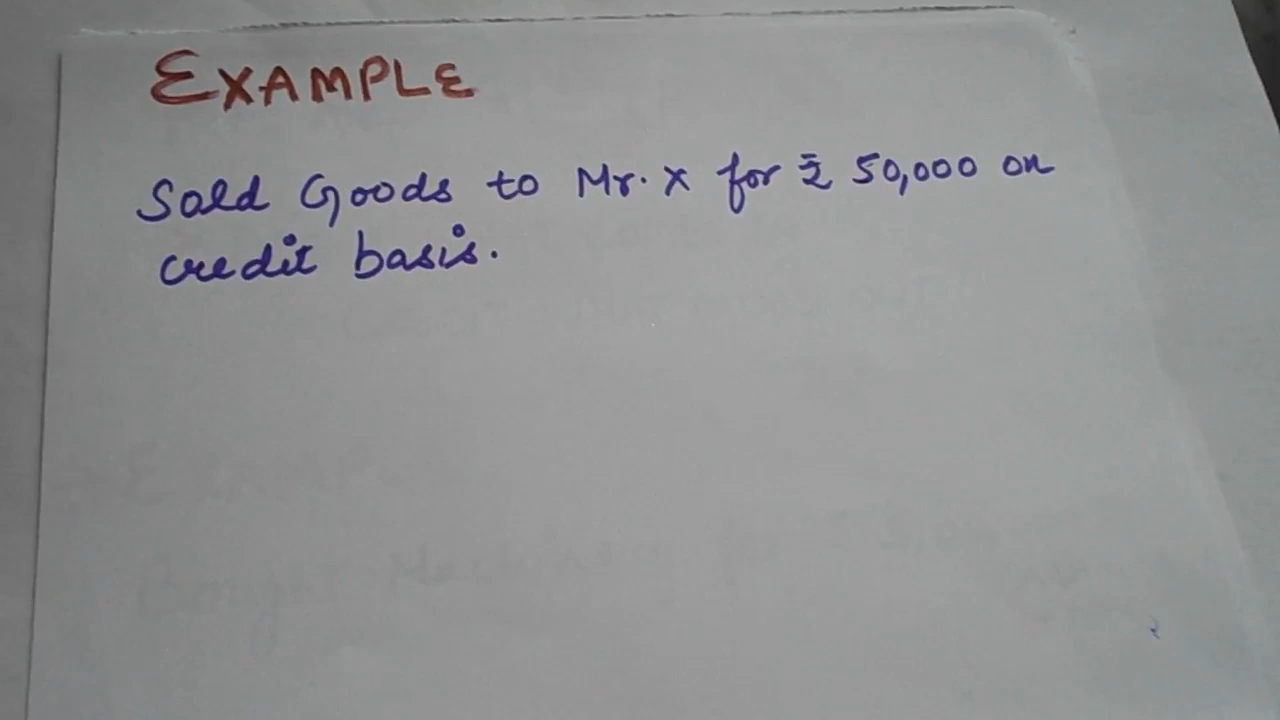 EXAMPLE
Sold Goods to Mr. X for ₹ 50,000 on
credit basis.